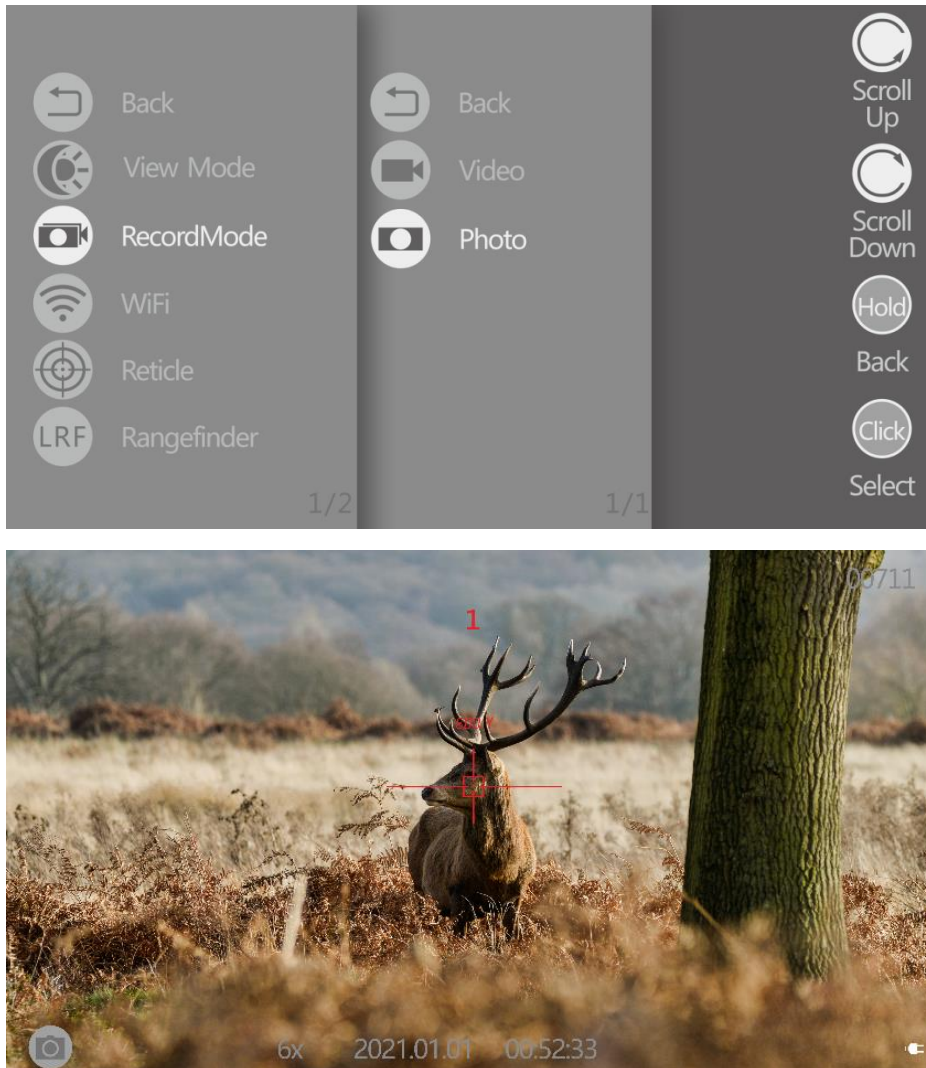 Back
View Mode
RecordMode
WiFi
Reticle
LRF
Rangefinder
1/2
Back
Video
Photo
1/1
Scroll
Up
Scroll
Down
Hold
Back
Click
Select
00711
1
6x 2021.01.01 00:52:33